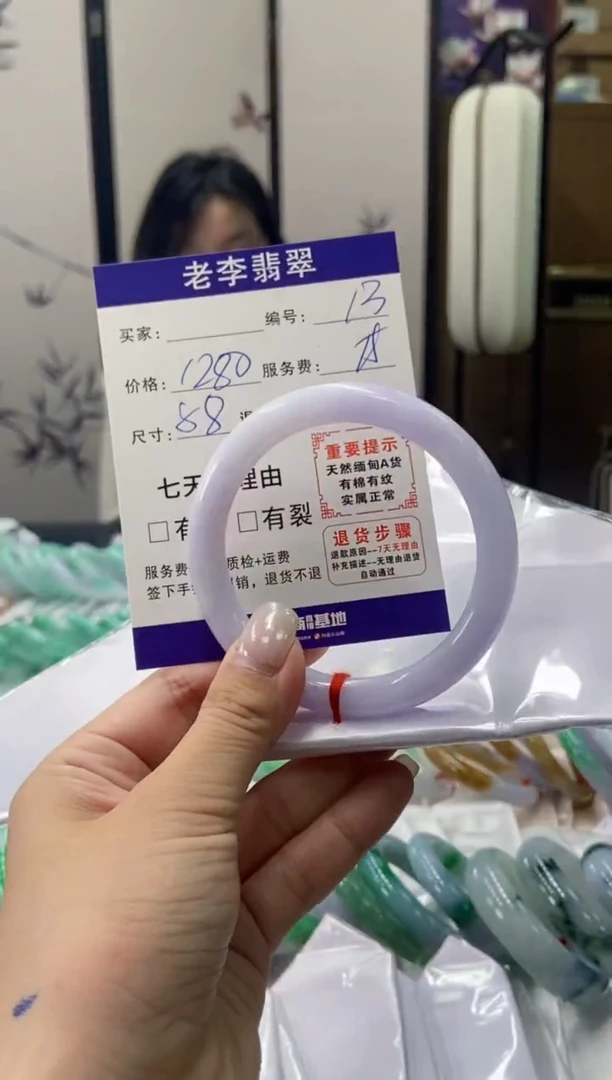 老李翡翠
买家: 编号: 13
价格: 1280 服务费:
尺寸: 58
七天 理由
□有 □有裂
服务费 质检+运费
签下手 销，退货不退
重要提示
天然缅甸A货
有棉有纹
实属正常
退货步骤
退款原因--7天无理由
补充描述--无理由退货
自动通过
基地